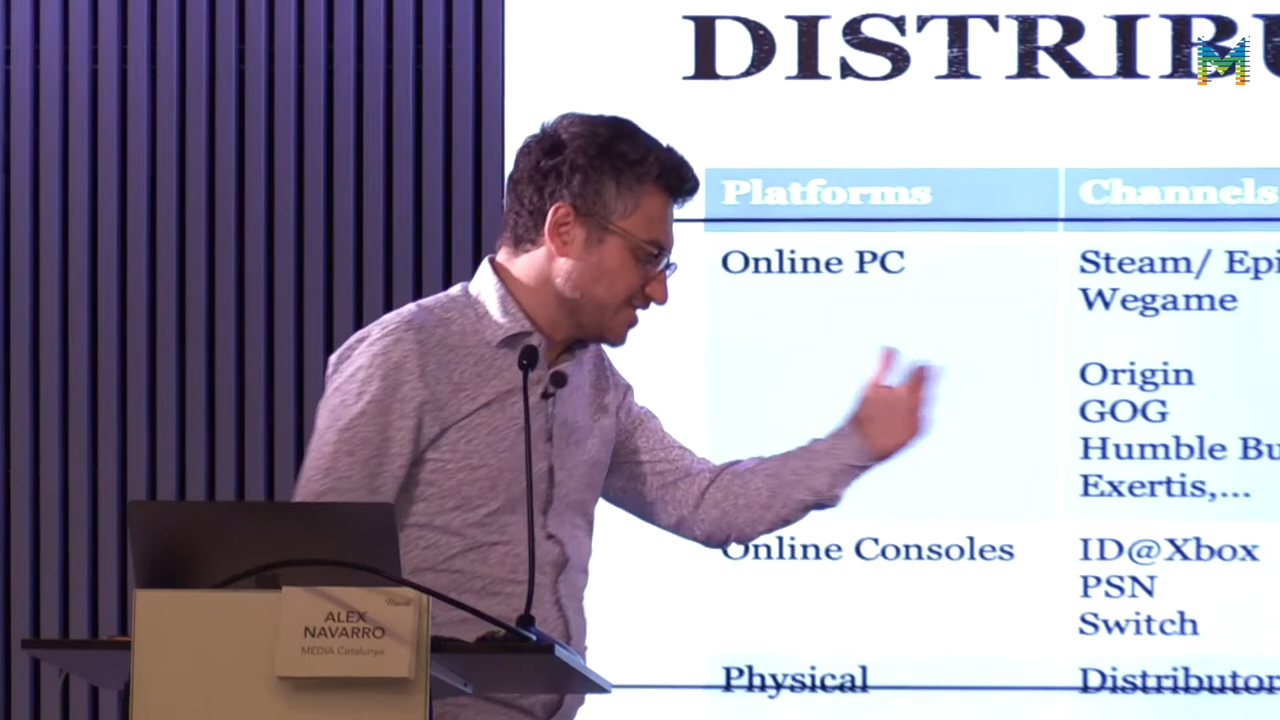 DISTRIBU
Platforms
Channels
Online PC
Steam/ Epi
Wegame
Origin
GOG
Humble Bu
Exertis,...
Online Consoles
ID@Xbox
PSN
Switch
Physical
Distributor
ALEX
NAVARRO
MEDIA Catalunya